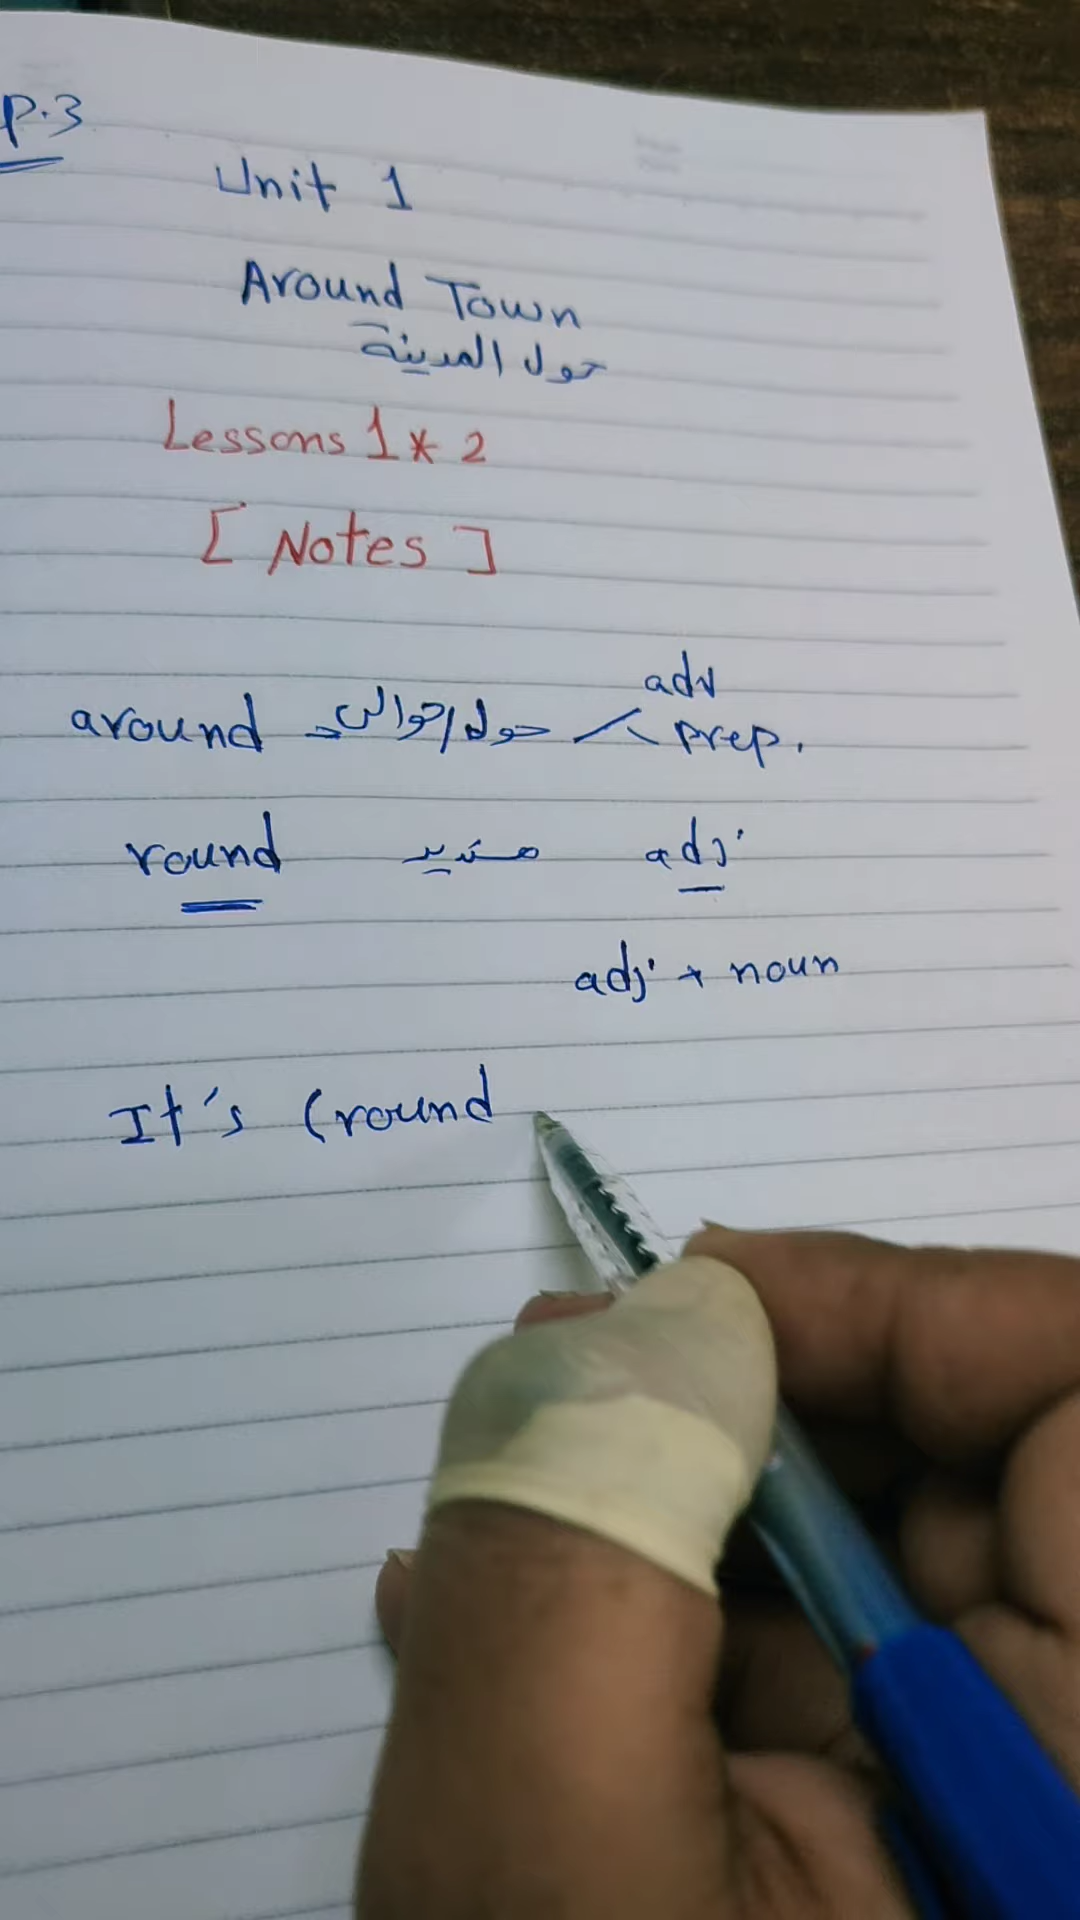 P.3
Unit 1
Around Town
حول المدينة
Lessons 1 * 2
[ Notes ]
adv
around حول/حوالى prep.
round مستدير adj
adj + noun
It's (round